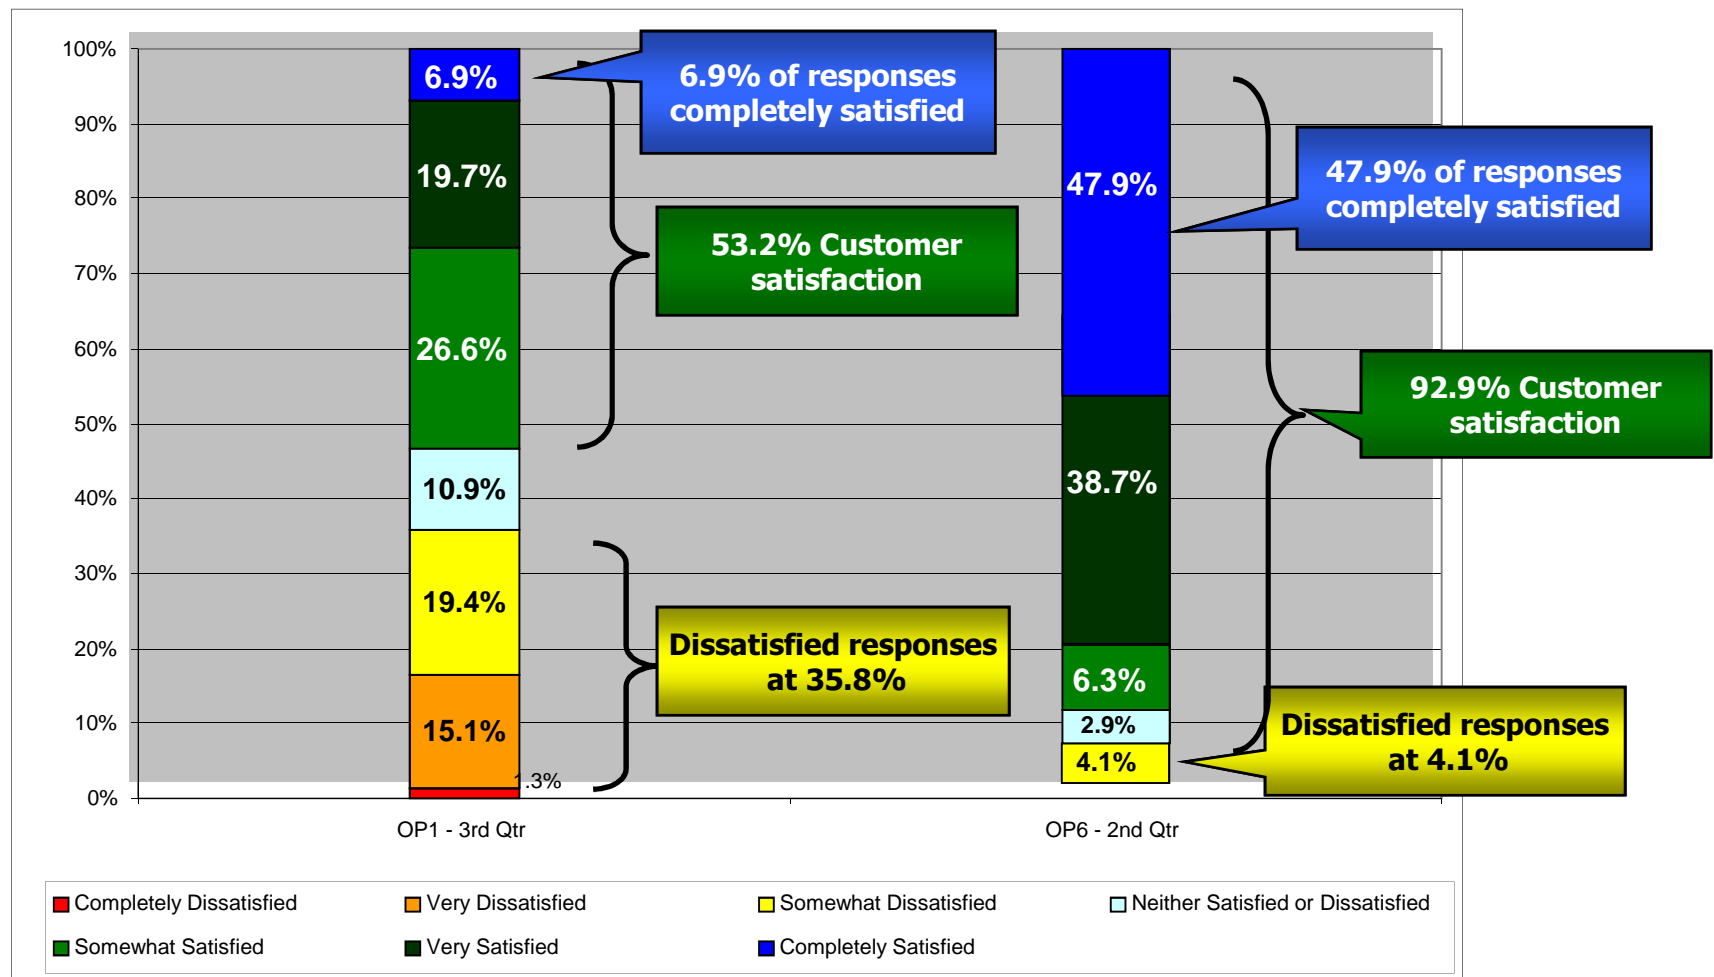 100%
90%
80%
70%
60%
50%
40%
30%
20%
10%
0%
6.9%
19.7%
26.6%
10.9%
19.4%
15.1%
1.3%
6.9% of responses
completely satisfied
53.2% Customer
satisfaction
Dissatisfied responses
at 35.8%
47.9%
38.7%
6.3%
2.9%
4.1%
47.9% of responses
completely satisfied
92.9% Customer
satisfaction
Dissatisfied responses
at 4.1%
OP1 - 3rd Qtr
OP6 - 2nd Qtr
Completely Dissatisfied
Very Dissatisfied
Somewhat Dissatisfied
Neither Satisfied or Dissatisfied
Somewhat Satisfied
Very Satisfied
Completely Satisfied